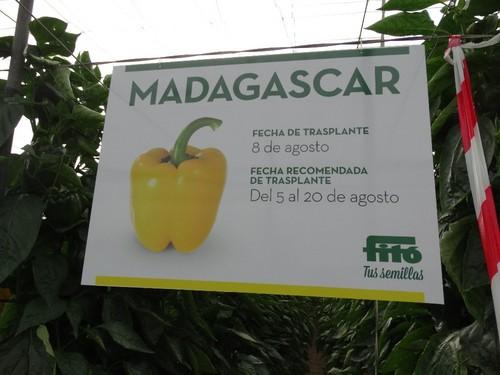 MADAGASCAR
FECHA DE TRASPLANTE
8 de agosto
FECHA RECOMENDADA
DE TRASPLANTE
Del 5 al 20 de agosto
fitó
Tus semillas